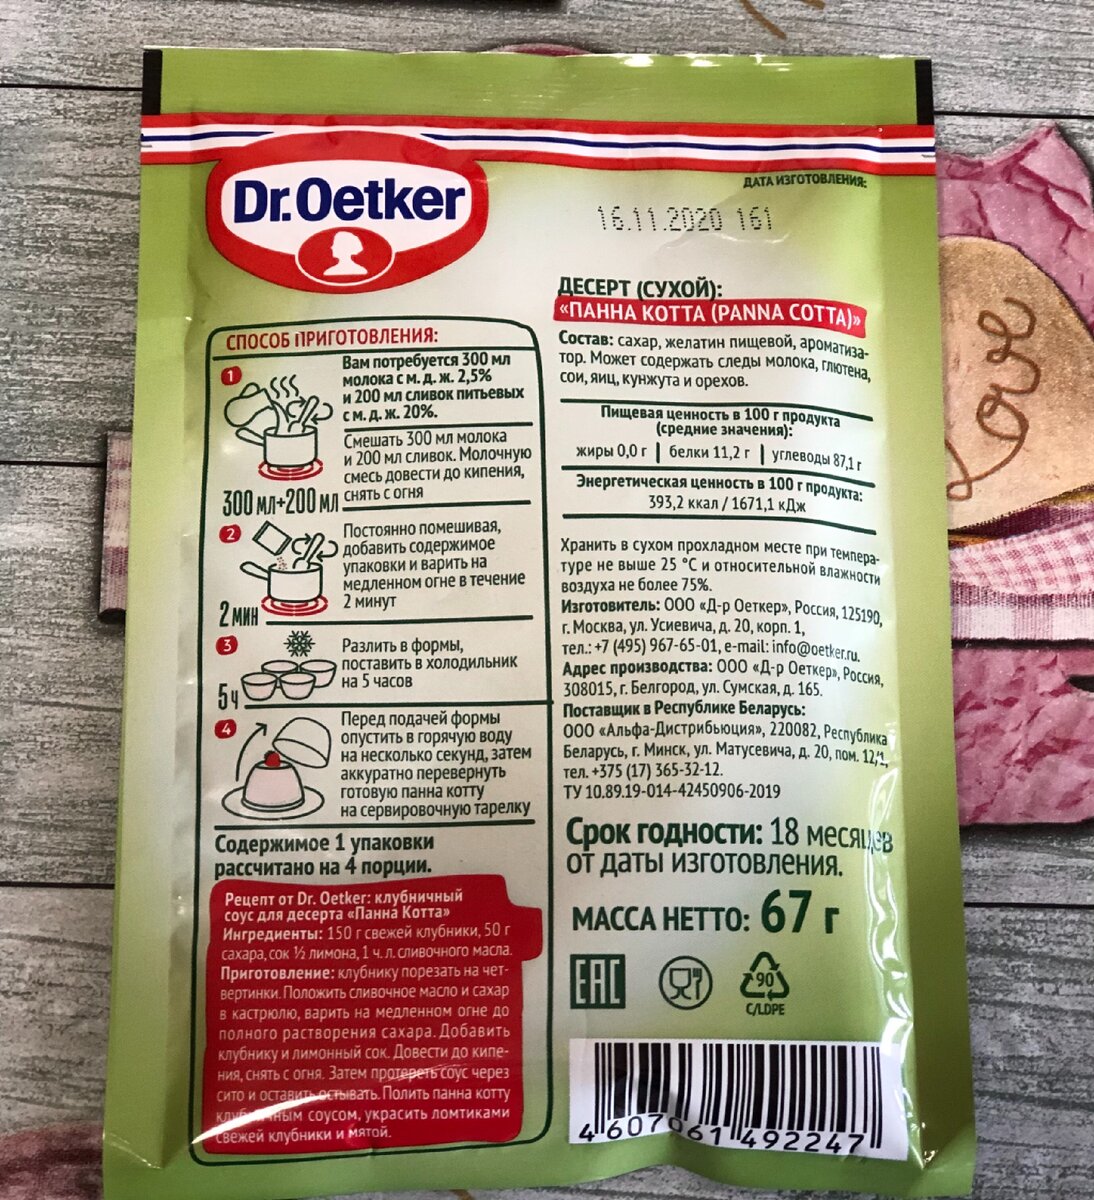 Dr.Oetker
ДАТА ИЗГОТОВЛЕНИЯ:
16.11.2020 161
СПОСОБ ПРИГОТОВЛЕНИЯ:
1
Вам потребуется 300 мл
молока с м. д. ж. 2,5%
и 200 мл сливок питьевых
с м. д. ж. 20%.
Смешать 300 мл молока
и 200 мл сливок. Молочную
смесь довести до кипения,
снять с огня
300 мл+200 мл
2
Постоянно помешивая,
добавить содержимое
упаковки и варить на
медленном огне в течение
2 минут
2 мин
3
Разлить в формы,
поставить в холодильник
на 5 часов
5 ч
4
Перед подачей формы
опустить в горячую воду
на несколько секунд, затем
аккуратно перевернуть
готовую панна котту
на сервировочную тарелку
Содержимое 1 упаковки
рассчитано на 4 порции.
Рецепт от Dr. Oetker: клубничный
соус для десерта «Панна Котта»
Ингредиенты: 150 г свежей клубники, 50 г
сахара, сок ½ лимона, 1 ч. л. сливочного масла.
Приготовление: клубнику порезать на чет-
вертинки. Положить сливочное масло и сахар
в кастрюлю, варить на медленном огне до
полного растворения сахара. Добавить
клубнику и лимонный сок. Довести до кипе-
ния, снять с огня. Затем протереть соус через
сито и оставить остывать. Полить панна котту
клубничным соусом, украсить ломтиками
свежей клубники и мятой.
ДЕСЕРТ (СУХОЙ):
«ПАННА КОТТА (PANNA COTTA)»
Состав: сахар, желатин пищевой, ароматиза-
тор. Может содержать следы молока, глютена,
сои, яиц, кунжута и орехов.
Пищевая ценность в 100 г продукта
(средние значения):
жиры 0,0 г | белки 11,2 г | углеводы 87,1 г
Энергетическая ценность в 100 г продукта:
393,2 ккал / 1671,1 кДж
Хранить в сухом прохладном месте при темпера-
туре не выше 25 °С и относительной влажности
воздуха не более 75%.
Изготовитель: ООО «Д-р Оеткер», Россия, 125190,
г. Москва, ул. Усиевича, д. 20, корп. 1,
тел.: +7 (495) 967-65-01, e-mail: info@oetker.ru.
Адрес производства: ООО «Д-р Оеткер», Россия,
308015, г. Белгород, ул. Сумская, д. 165.
Поставщик в Республике Беларусь:
ООО «Альфа-Дистрибьюция», 220082, Республика
Беларусь, г. Минск, ул. Матусевича, д. 20, пом. 12/1,
тел. +375 (17) 365-32-12.
ТУ 10.89.19-014-42450906-2019
Срок годности: 18 месяцев
от даты изготовления.
МАССА НЕТТО: 67 г
EAC
90
C/LDPE
4 607061 492247
Love